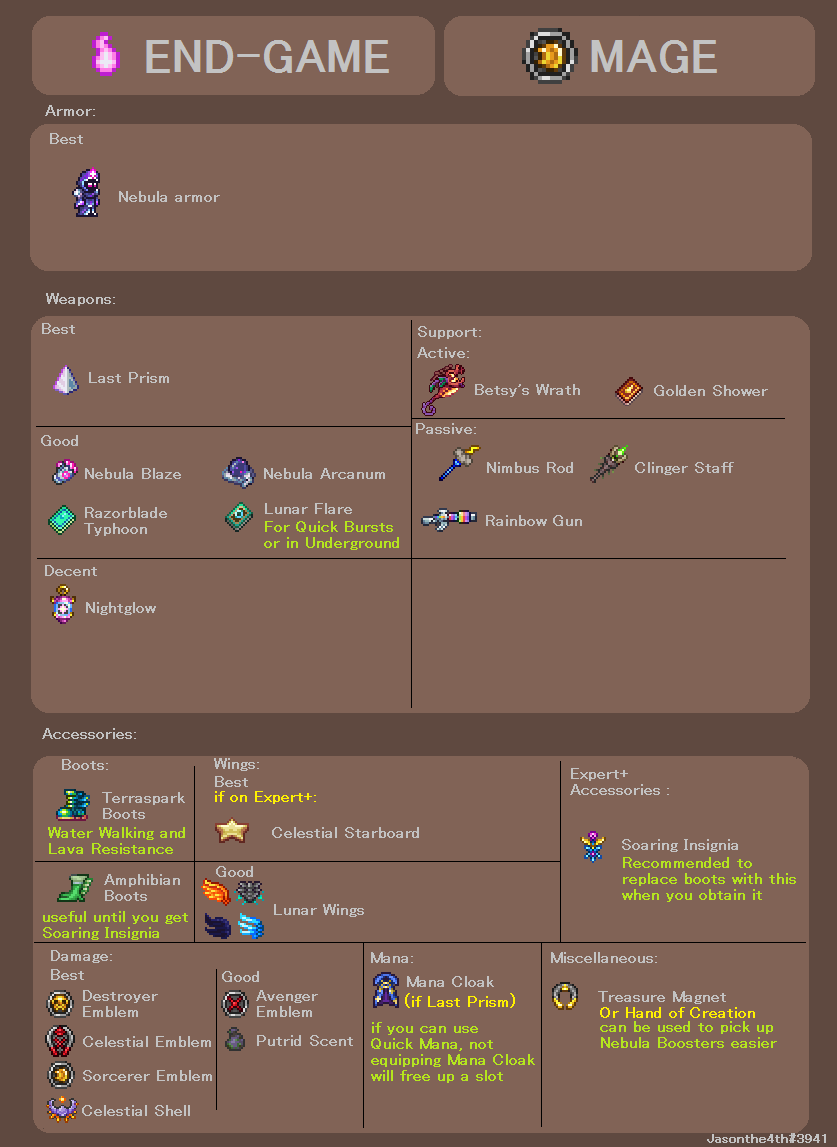 END-GAME
MAGE
Armor:
Best
Nebula armor
Weapons:
Best
Last Prism
Support:
Active:
Betsy's Wrath
Golden Shower
Passive:
Nimbus Rod
Clinger Staff
Rainbow Gun
Good
Nebula Blaze
Nebula Arcanum
Razorblade
Typhoon
Lunar Flare
For Quick Bursts
or in Underground
Decent
Nightglow
Accessories:
Boots:
Terraspark
Boots
Water Walking and
Lava Resistance
Amphibian
Boots
useful until you get
Soaring Insignia
Wings:
Best
if on Expert+:
Celestial Starboard
Good
Lunar Wings
Expert+
Accessories :
Soaring Insignia
Recommended to
replace boots with this
when you obtain it
Damage:
Best
Destroyer
Emblem
Celestial Emblem
Sorcerer Emblem
Celestial Shell
Good
Avenger
Emblem
Putrid Scent
Mana:
Mana Cloak
(if Last Prism)
if you can use
Quick Mana, not
equipping Mana Cloak
will free up a slot
Miscellaneous:
Treasure Magnet
Or Hand of Creation
can be used to pick up
Nebula Boosters easier
Jasonthe4th#3941